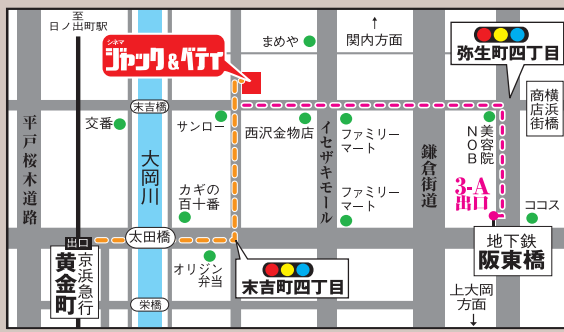 至
日ノ出町駅
シネマ
ジャック&ベティ
まめや
↑
関内方面
弥生町四丁目
横浜橋
商店街
末吉橋
交番
サンロー
西沢金物店
ファミリー
マート
美容院
NOB
平戸桜木道路
大岡川
イセザキモール
鎌倉街道
カギの
百十番
ファミリー
マート
3-A
出口
ココス
出口
太田橋
京浜急行
黄金町
オリジン
弁当
末吉町四丁目
地下鉄
阪東橋
栄橋
上大岡
方面
↓